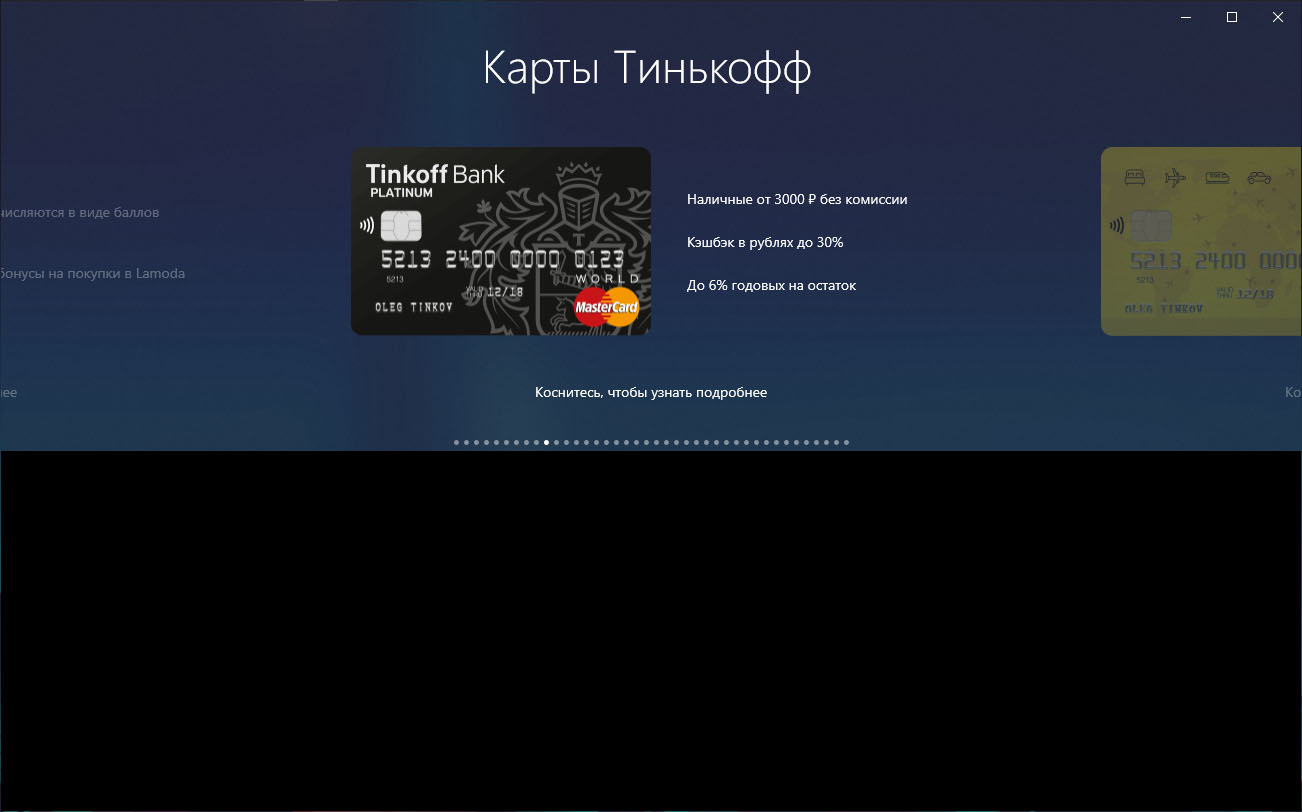 Карты Тинькофф
числяются в виде баллов
бонусы на покупки в Lamoda
нее
Tinkoff Bank
PLATINUM
5213 2400 0000 0123
5213
WORLD
VALID THRU 12/18
OLEG TINKOV
MasterCard
Наличные от 3000 ₽ без комиссии
Кэшбэк в рублях до 30%
До 6% годовых на остаток
Коснитесь, чтобы узнать подробнее
5213 2400 000
5213
VALID THRU 12/18
OLEG TINKOV
Ко